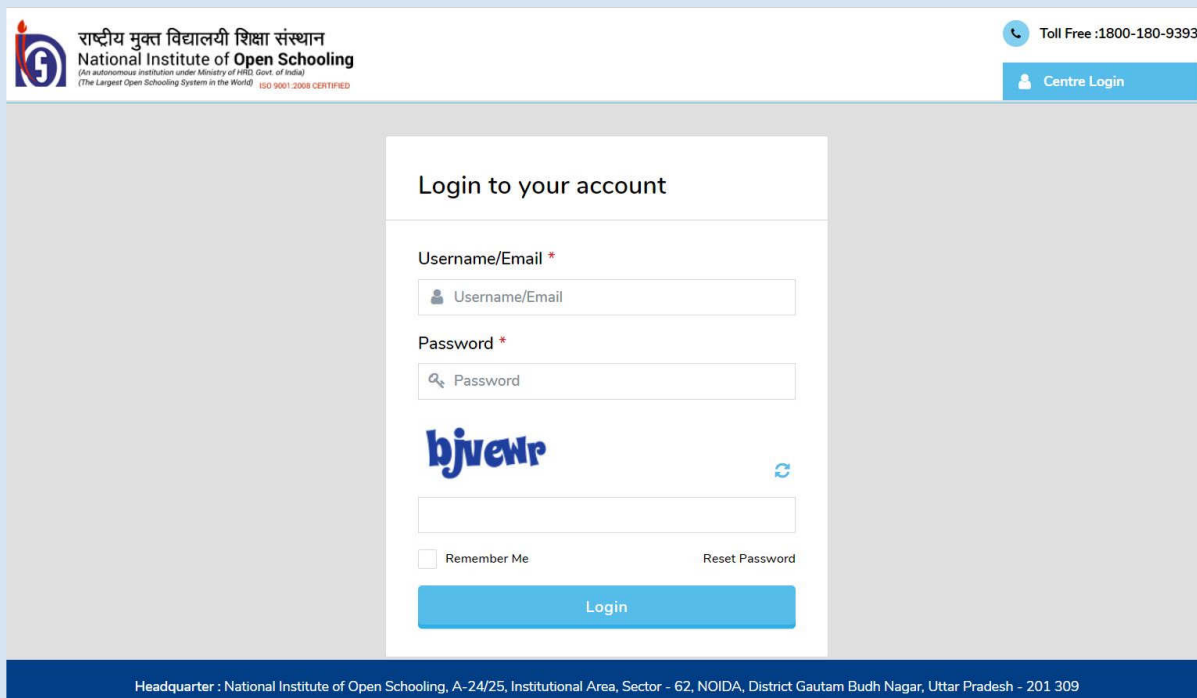 राष्ट्रीय मुक्त विद्यालयी शिक्षा संस्थान
National Institute of Open Schooling
(An autonomous institution under Ministry of HRD, Govt. of India)
(The Largest Open Schooling System in the World) ISO 9001:2008 CERTIFIED
Toll Free :1800-180-9393
Centre Login
Login to your account
Username/Email *
Username/Email
Password *
Password
bjvewr
Remember Me Reset Password
Login
Headquarter : National Institute of Open Schooling, A-24/25, Institutional Area, Sector - 62, NOIDA, District Gautam Budh Nagar, Uttar Pradesh - 201 309